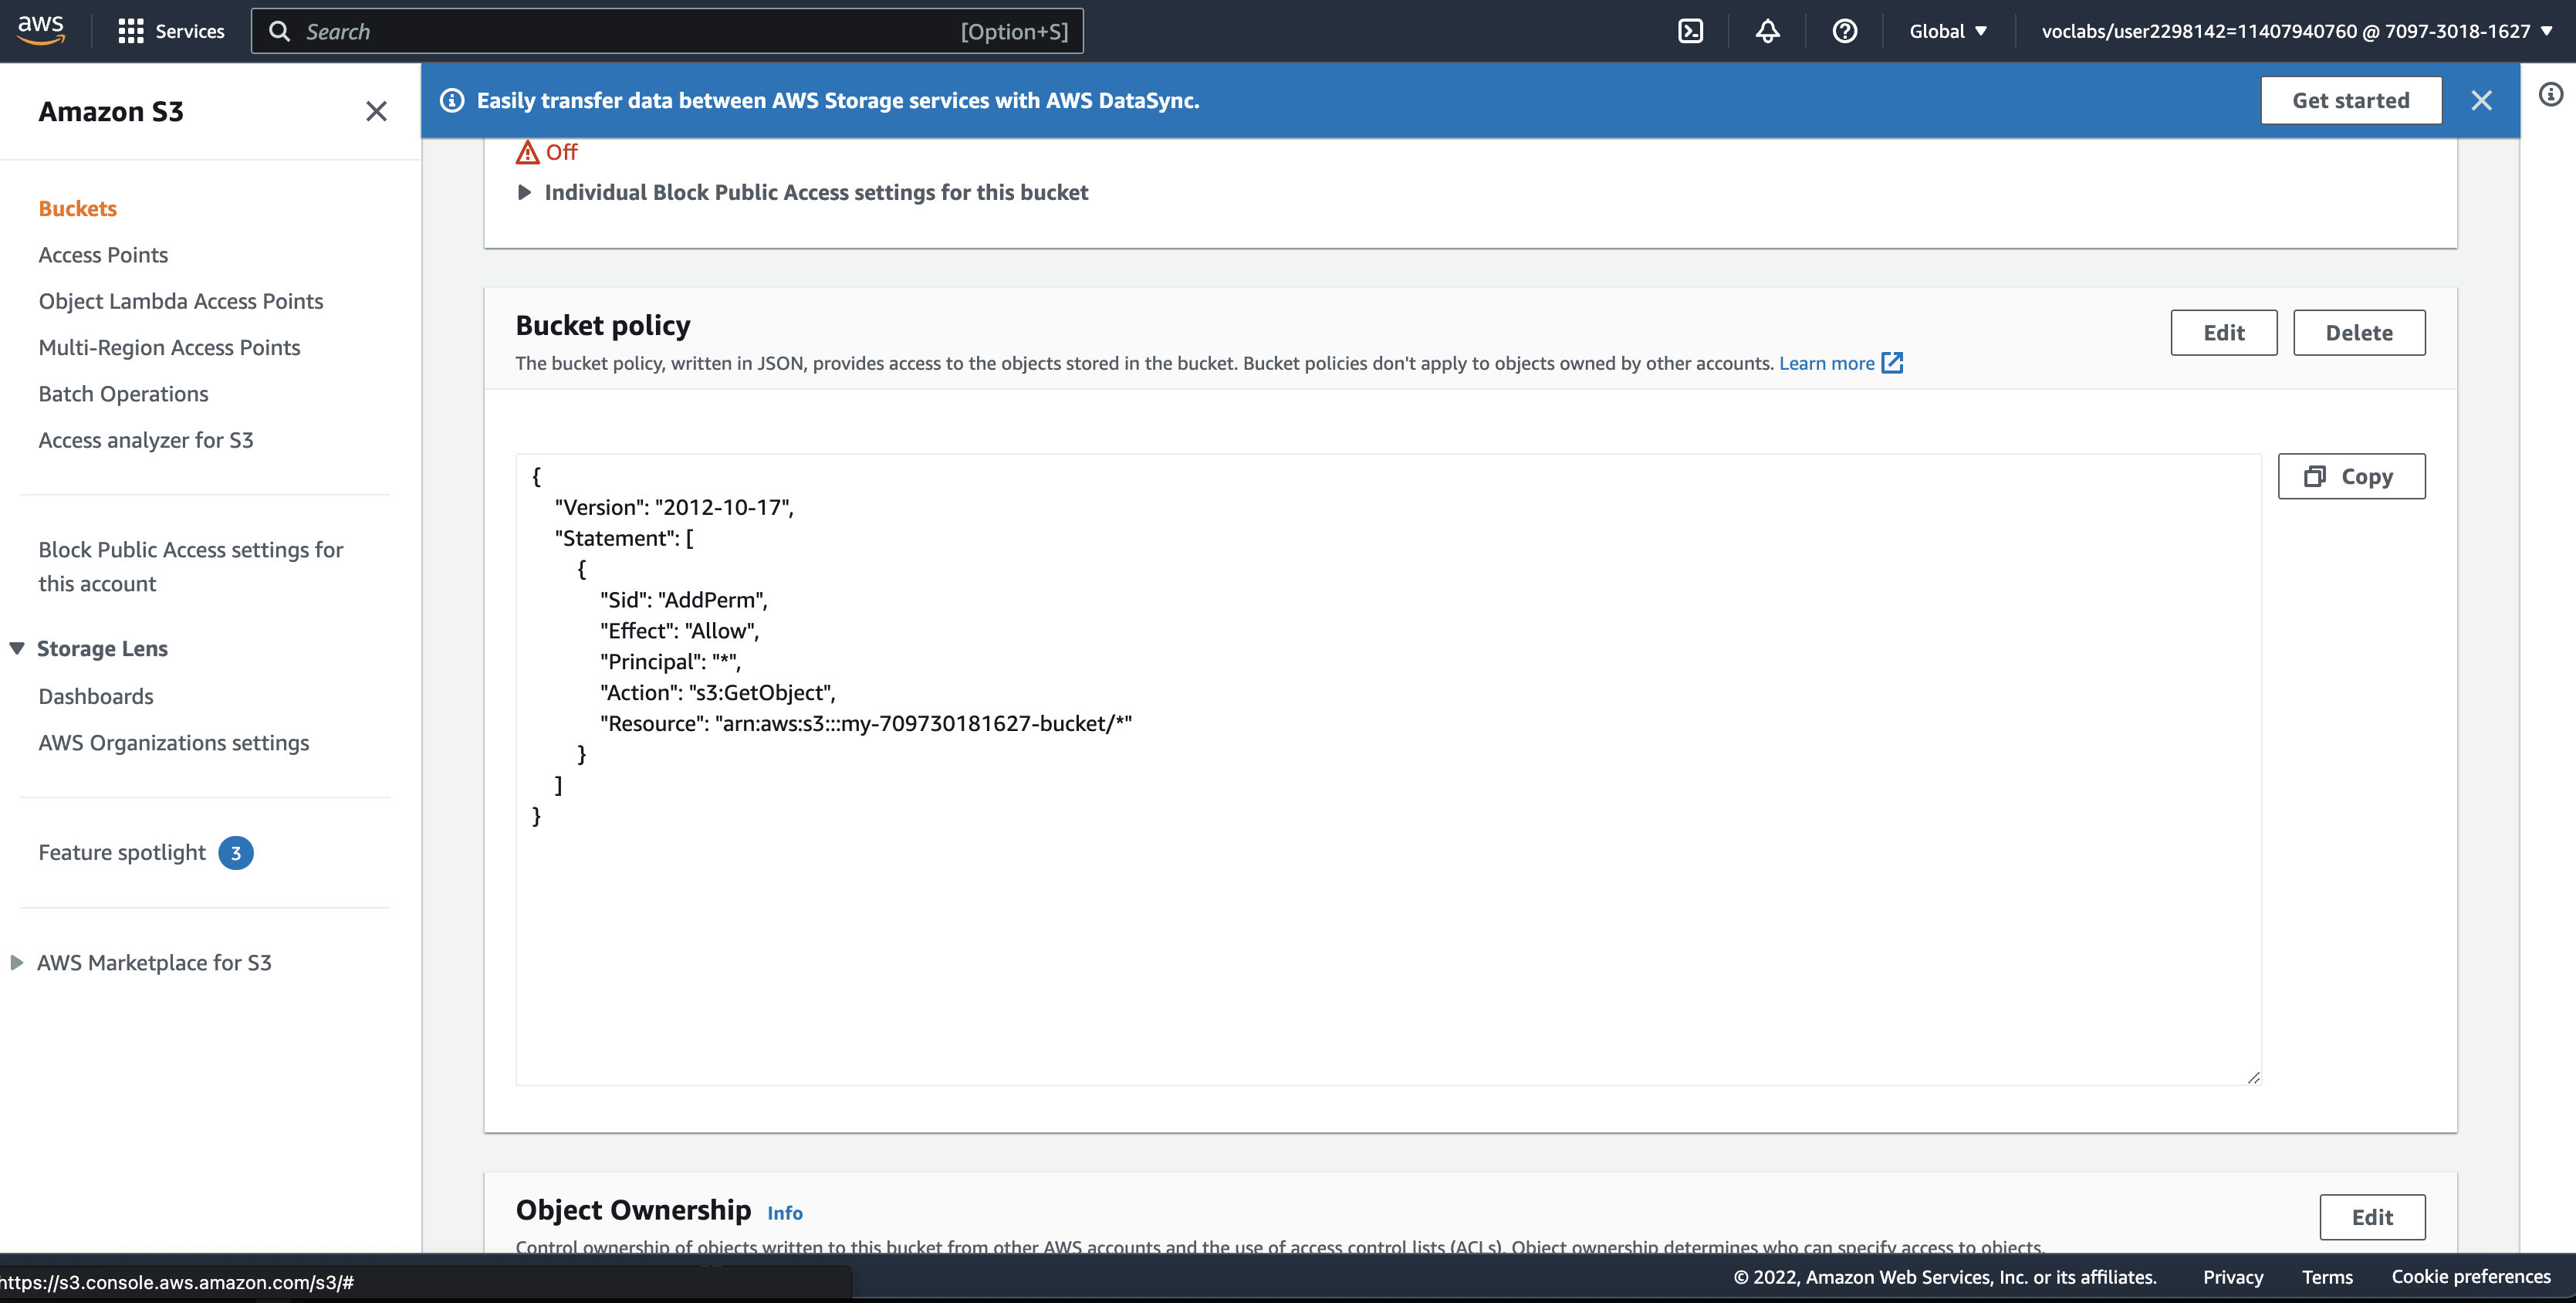 aws
Services
Search [Option+S]
Global
voclabs/user2298142=11407940760 @ 7097-3018-1627
Amazon S3
Buckets
Access Points
Object Lambda Access Points
Multi-Region Access Points
Batch Operations
Access analyzer for S3
Block Public Access settings for
this account
Storage Lens
Dashboards
AWS Organizations settings
Feature spotlight 3
AWS Marketplace for S3
Easily transfer data between AWS Storage services with AWS DataSync.
Get started
Off
Individual Block Public Access settings for this bucket
Bucket policy
Edit
Delete
The bucket policy, written in JSON, provides access to the objects stored in the bucket. Bucket policies don't apply to objects owned by other accounts. Learn more
Copy
{
"Version": "2012-10-17",
"Statement": [
{
"Sid": "AddPerm",
"Effect": "Allow",
"Principal": "*",
"Action": "s3:GetObject",
"Resource": "arn:aws:s3:::my-709730181627-bucket/*"
}
]
}
Object Ownership Info
Edit
Control ownership of objects written to this bucket from other AWS accounts and the use of access control lists (ACLs). Object ownership determines who can specify access to objects.
https://s3.console.aws.amazon.com/s3/#
© 2022, Amazon Web Services, Inc. or its affiliates.
Privacy
Terms
Cookie preferences